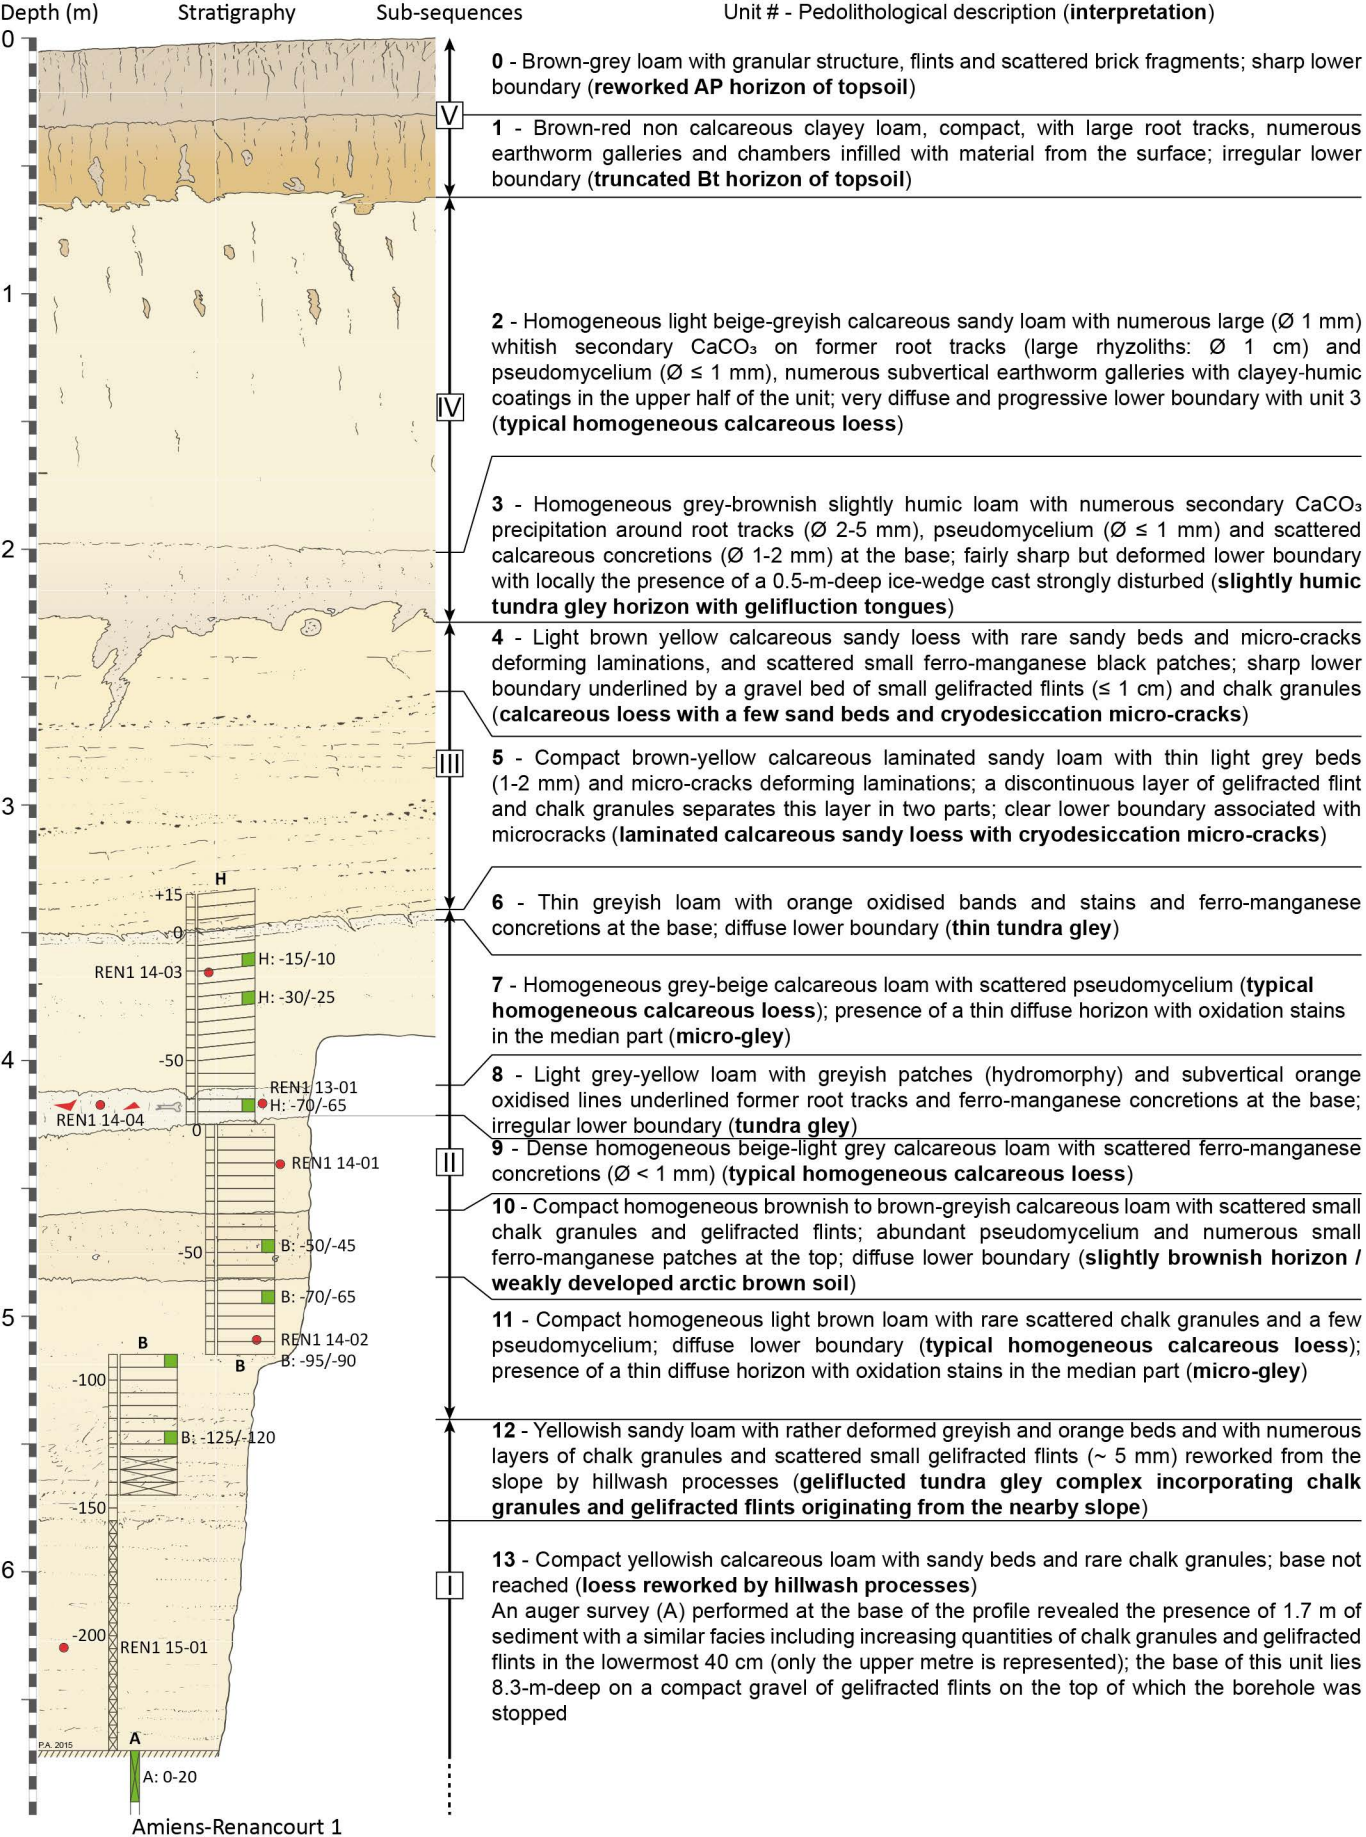 Depth (m) Stratigraphy Sub-sequences Unit # - Pedolithological description (interpretation)
0
1
2
3
4
5
6
V
IV
III
II
I
0 - Brown-grey loam with granular structure, flints and scattered brick fragments; sharp lower
boundary (reworked AP horizon of topsoil)
1 - Brown-red non calcareous clayey loam, compact, with large root tracks, numerous
earthworm galleries and chambers infilled with material from the surface; irregular lower
boundary (truncated Bt horizon of topsoil)
2 - Homogeneous light beige-greyish calcareous sandy loam with numerous large (Ø 1 mm)
whitish secondary CaCO₃ on former root tracks (large rhyzoliths: Ø 1 cm) and
pseudomycelium (Ø ≤ 1 mm), numerous subvertical earthworm galleries with clayey-humic
coatings in the upper half of the unit; very diffuse and progressive lower boundary with unit 3
(typical homogeneous calcareous loess)
3 - Homogeneous grey-brownish slightly humic loam with numerous secondary CaCO₃
precipitation around root tracks (Ø 2-5 mm), pseudomycelium (Ø ≤ 1 mm) and scattered
calcareous concretions (Ø 1-2 mm) at the base; fairly sharp but deformed lower boundary
with locally the presence of a 0.5-m-deep ice-wedge cast strongly disturbed (slightly humic
tundra gley horizon with gelifluction tongues)
4 - Light brown yellow calcareous sandy loess with rare sandy beds and micro-cracks
deforming laminations, and scattered small ferro-manganese black patches; sharp lower
boundary underlined by a gravel bed of small gelifracted flints (≤ 1 cm) and chalk granules
(calcareous loess with a few sand beds and cryodesiccation micro-cracks)
5 - Compact brown-yellow calcareous laminated sandy loam with thin light grey beds
(1-2 mm) and micro-cracks deforming laminations; a discontinuous layer of gelifracted flint
and chalk granules separates this layer in two parts; clear lower boundary associated with
microcracks (laminated calcareous sandy loess with cryodesiccation micro-cracks)
6 - Thin greyish loam with orange oxidised bands and stains and ferro-manganese
concretions at the base; diffuse lower boundary (thin tundra gley)
7 - Homogeneous grey-beige calcareous loam with scattered pseudomycelium (typical
homogeneous calcareous loess); presence of a thin diffuse horizon with oxidation stains
in the median part (micro-gley)
8 - Light grey-yellow loam with greyish patches (hydromorphy) and subvertical orange
oxidised lines underlined former root tracks and ferro-manganese concretions at the base;
irregular lower boundary (tundra gley)
9 - Dense homogeneous beige-light grey calcareous loam with scattered ferro-manganese
concretions (Ø < 1 mm) (typical homogeneous calcareous loess)
10 - Compact homogeneous brownish to brown-greyish calcareous loam with scattered small
chalk granules and gelifracted flints; abundant pseudomycelium and numerous small
ferro-manganese patches at the top; diffuse lower boundary (slightly brownish horizon /
weakly developed arctic brown soil)
11 - Compact homogeneous light brown loam with rare scattered chalk granules and a few
pseudomycelium; diffuse lower boundary (typical homogeneous calcareous loess);
presence of a thin diffuse horizon with oxidation stains in the median part (micro-gley)
12 - Yellowish sandy loam with rather deformed greyish and orange beds and with numerous
layers of chalk granules and scattered small gelifracted flints (~ 5 mm) reworked from the
slope by hillwash processes (geliflucted tundra gley complex incorporating chalk
granules and gelifracted flints originating from the nearby slope)
13 - Compact yellowish calcareous loam with sandy beds and rare chalk granules; base not
reached (loess reworked by hillwash processes)
An auger survey (A) performed at the base of the profile revealed the presence of 1.7 m of
sediment with a similar facies including increasing quantities of chalk granules and gelifracted
flints in the lowermost 40 cm (only the upper metre is represented); the base of this unit lies
8.3-m-deep on a compact gravel of gelifracted flints on the top of which the borehole was
stopped
H
+15
0
H: -15/-10
REN1 14-03
H: -30/-25
-50
REN1 13-01
H: -70/-65
REN1 14-04
0
REN1 14-01
B: -50/-45
-50
B: -70/-65
REN1 14-02
B
B
B: -95/-90
-100
B: -125/-120
-150
-200
REN1 15-01
A
P.A. 2015
A: 0-20
Amiens-Renancourt 1